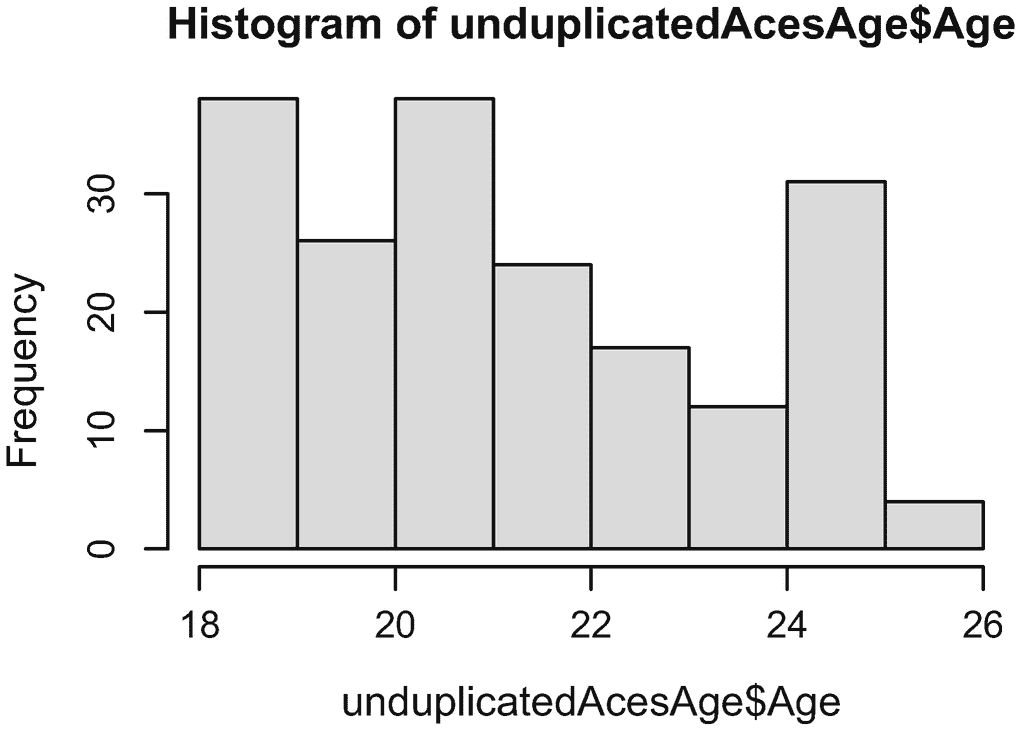 Histogram of unduplicatedAcesAge$Age
Frequency
30
20
10
0
18 20 22 24 26
unduplicatedAcesAge$Age